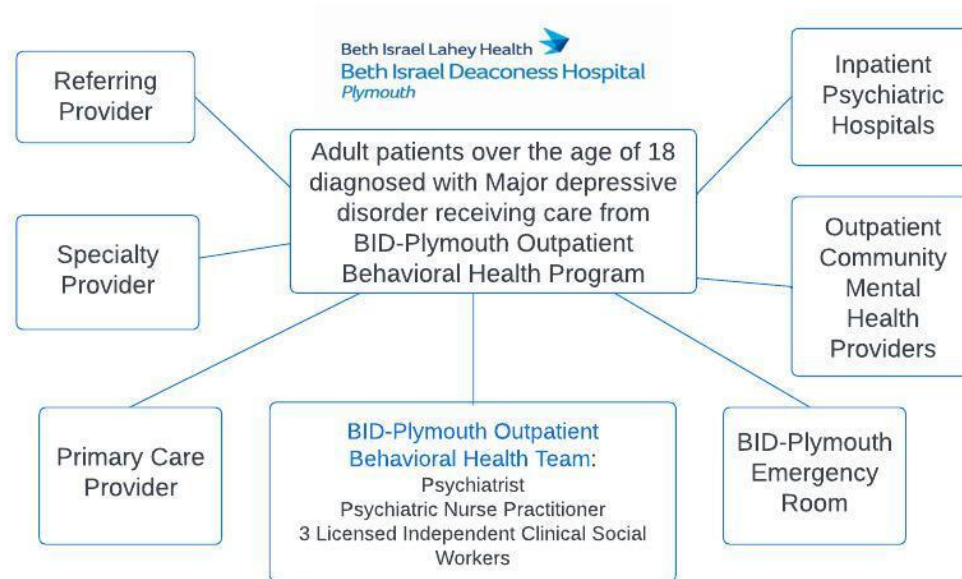 Beth Israel Lahey Health
Beth Israel Deaconess Hospital
Plymouth
Referring
Provider
Inpatient
Psychiatric
Hospitals
Adult patients over the age of 18
diagnosed with Major depressive
disorder receiving care from
BID-Plymouth Outpatient
Behavioral Health Program
Specialty
Provider
Outpatient
Community
Mental
Health
Providers
Primary Care
Provider
BID-Plymouth Outpatient
Behavioral Health Team:
Psychiatrist
Psychiatric Nurse Practitioner
3 Licensed Independent Clinical Social
Workers
BID-Plymouth
Emergency
Room